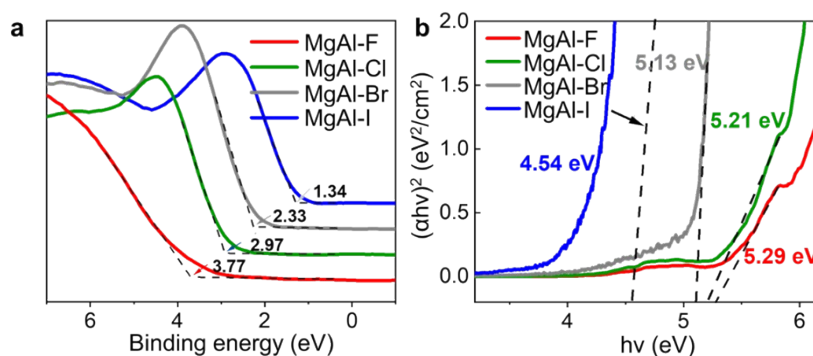 a
MgAl-F
MgAl-Cl
MgAl-Br
MgAl-I
1.34
2.33
2.97
3.77
6
4
2
0
Binding energy (eV)
b
(αhν)² (eV²/cm²)
2.0
1.5
1.0
0.5
0.0
MgAl-F
MgAl-Cl
MgAl-Br
MgAl-I
5.13 eV
5.21 eV
4.54 eV
5.29 eV
4
5
6
hν (eV)